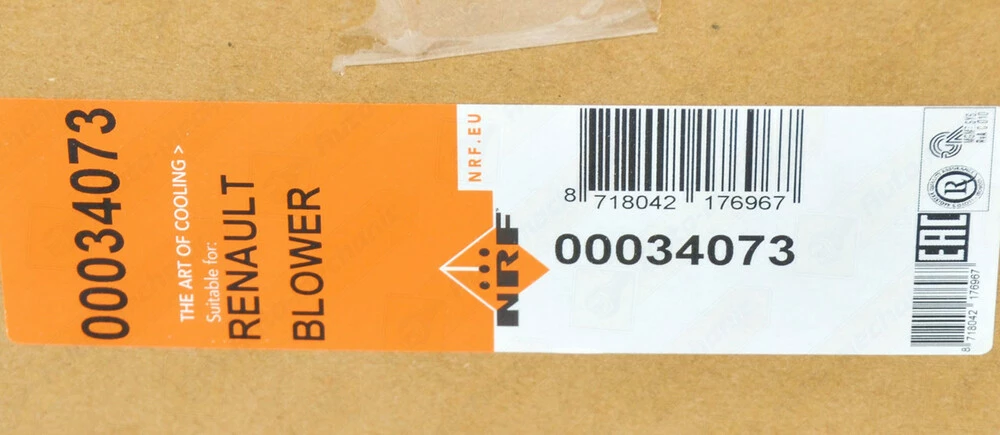 00034073
THE ART OF COOLING >
Suitable for:
RENAULT
BLOWER
NRF.EU
NRF
8 718042 176967
00034073
EAC
8 718042 176967